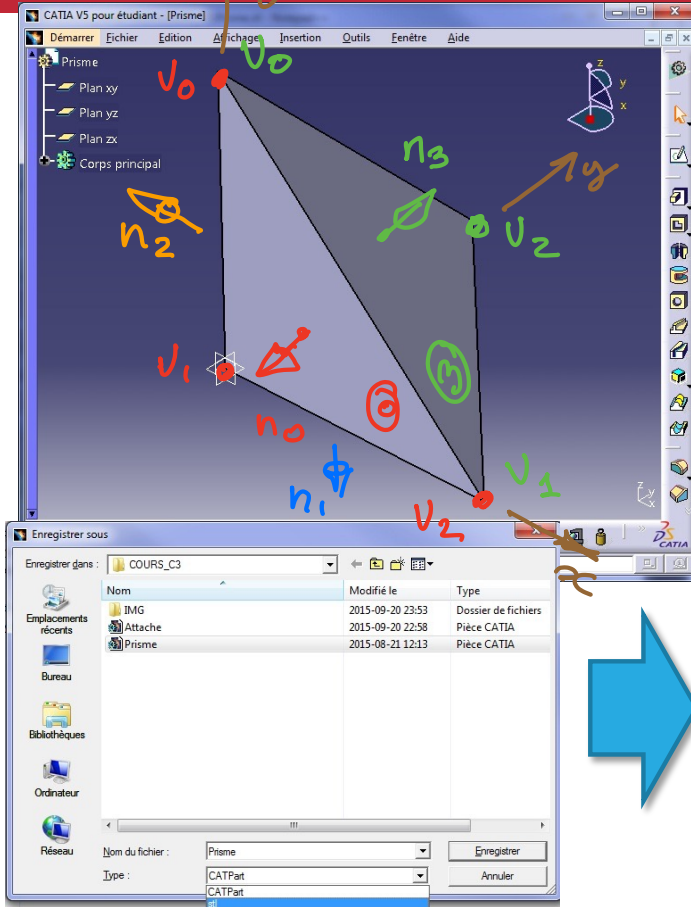 CATIA V5 pour étudiant - [Prisme]
Démarrer Fichier Edition Affichage Insertion Outils Fenêtre Aide
Prisme
Plan xy
Plan yz
Plan zx
Corps principal
z
y
x
V0
V0
n3
y
n2
V2
V1
3
0
n0
n1
V2
V1
z
y
x
DS
CATIA
x
Enregistrer sous
Enregistrer dans :
COURS_C3
Nom
Modifié le
Type
IMG
2015-09-20 23:53
Dossier de fichiers
Attache
2015-09-20 22:58
Pièce CATIA
Prisme
2015-08-21 12:13
Pièce CATIA
Emplacements
récents
Bureau
Bibliothèques
Ordinateur
Réseau
Nom du fichier :
Prisme
Enregistrer
Type :
CATPart
Annuler
CATPart
stl